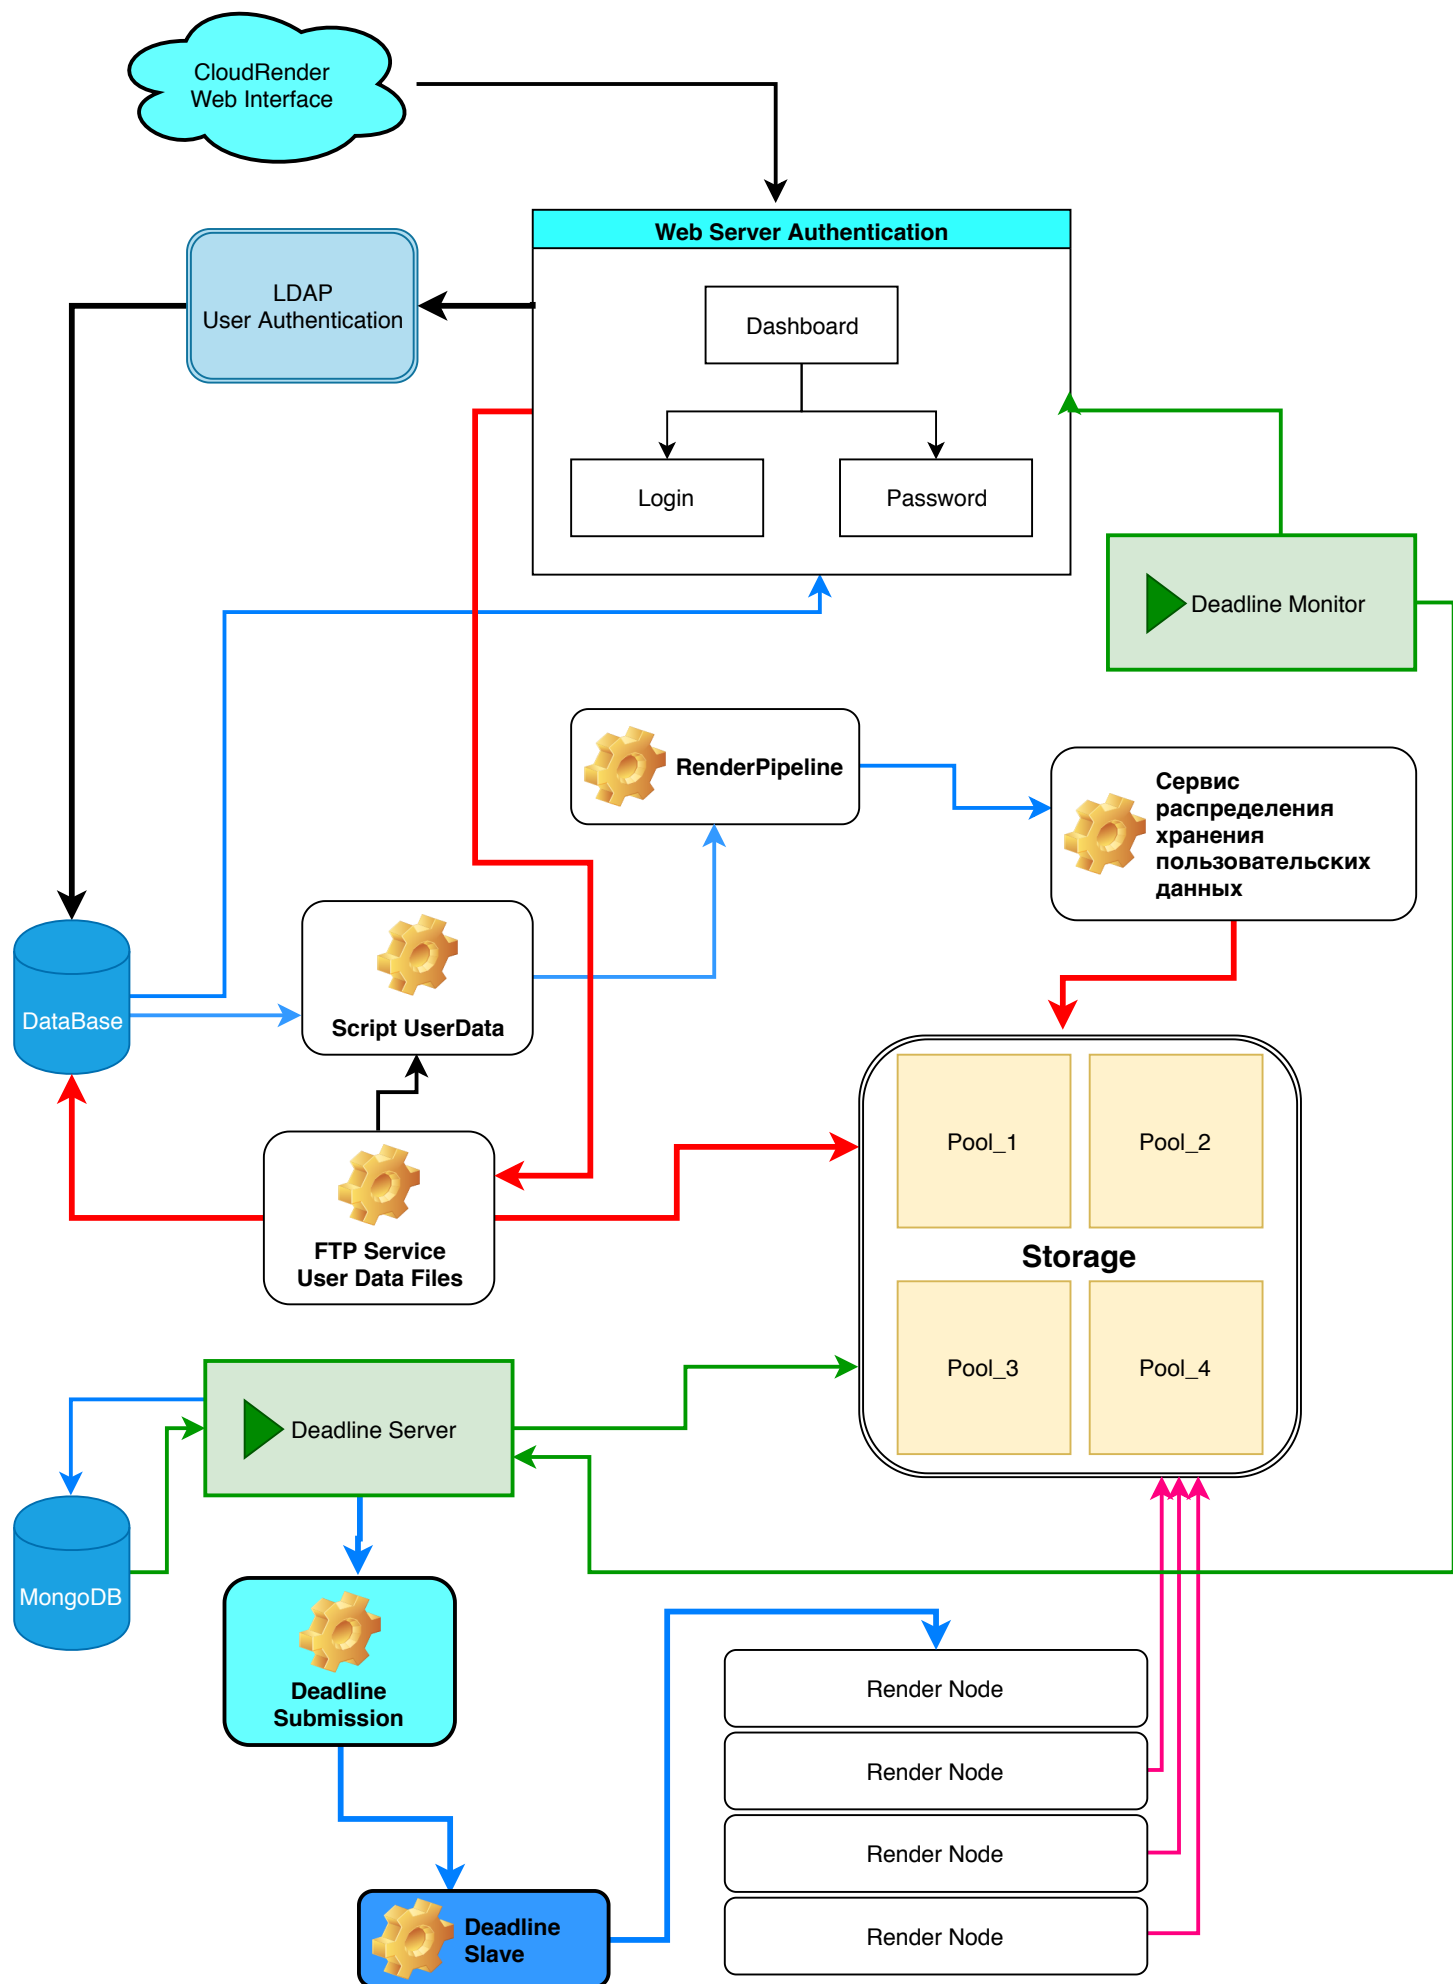 CloudRender
Web Interface
Web Server Authentication
LDAP
User Authentication
Dashboard
Login
Password
Deadline Monitor
RenderPipeline
Сервис
распределения
хранения
пользовательских
данных
DataBase
Script UserData
FTP Service
User Data Files
Pool_1
Pool_2
Storage
Pool_3
Pool_4
Deadline Server
MongoDB
Deadline
Submission
Render Node
Render Node
Render Node
Render Node
Deadline
Slave